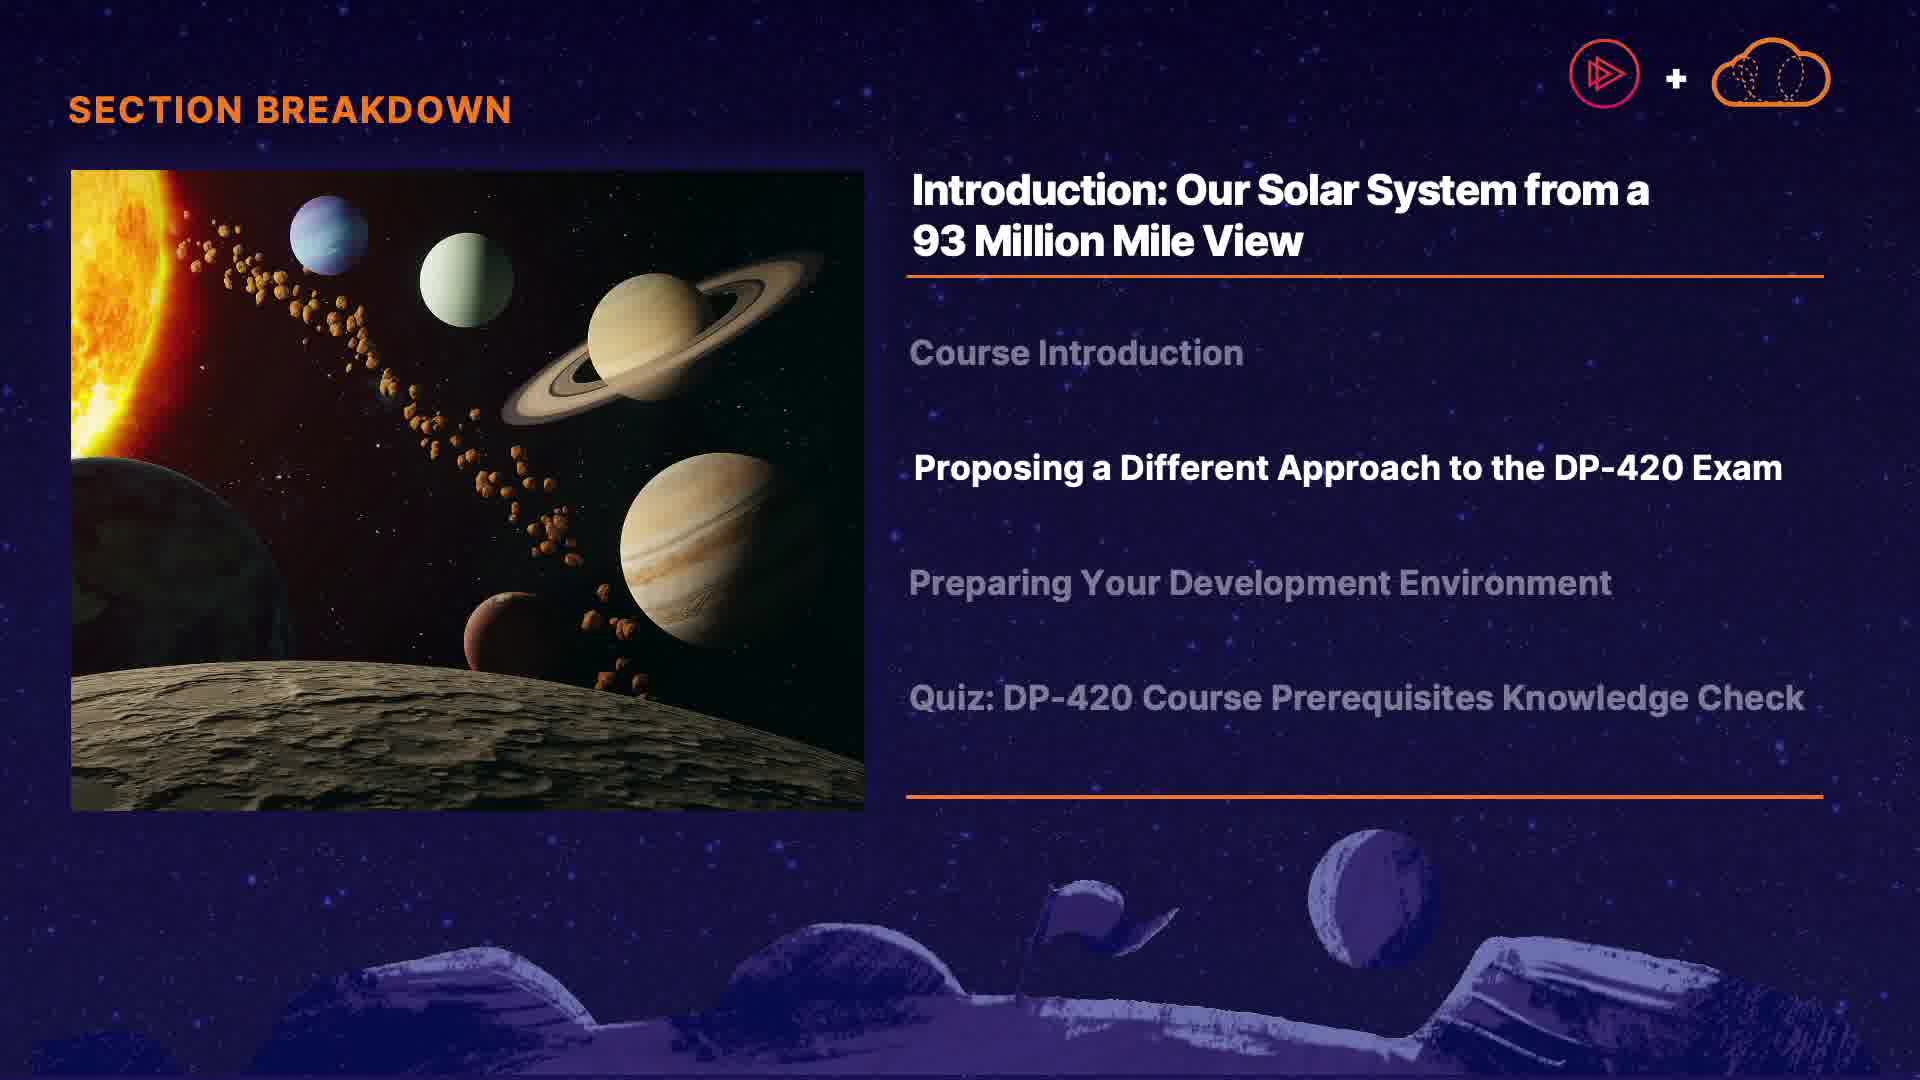 SECTION BREAKDOWN
+
Introduction: Our Solar System from a
93 Million Mile View
Course Introduction
Proposing a Different Approach to the DP-420 Exam
Preparing Your Development Environment
Quiz: DP-420 Course Prerequisites Knowledge Check